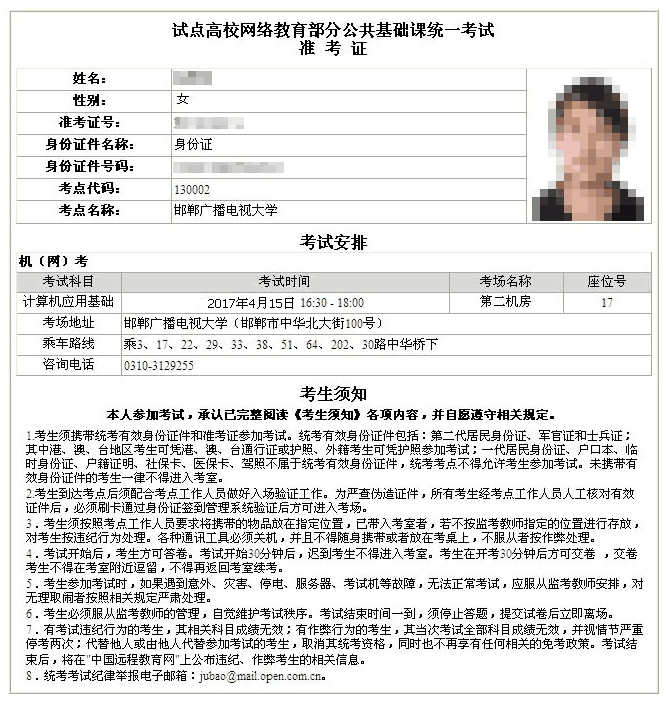 试点高校网络教育部分公共基础课统一考试
准 考 证
姓名：
性别： 女
准考证号：
身份证件名称： 身份证
身份证件号码：
考点代码： 130002
考点名称： 邯郸广播电视大学
考试安排
机（网）考
考试科目 考试时间 考场名称 座位号
计算机应用基础 2017年4月15日 16:30 - 18:00 第二机房 17
考场地址 邯郸广播电视大学（邯郸市中华北大街100号）
乘车路线 乘3、17、22、29、33、38、51、64、202、30路中华桥下
咨询电话 0310-3129255
考生须知
本人参加考试，承认已完整阅读《考生须知》各项内容，并自愿遵守相关规定。
1.考生须携带统考有效身份证件和准考证参加考试。统考有效身份证件包括：第二代居民身份证、军官证和士兵证；
其中港、澳、台地区考生可凭港、澳、台通行证或护照、外籍考生可凭护照参加考试；一代居民身份证、户口本、临
时身份证、户籍证明、社保卡、医保卡、驾照不属于统考有效身份证件，统考考点不得允许考生参加考试。未携带有
效身份证件的考生一律不得进入考室。
2.考生到达考点后须配合考点工作人员做好入场验证工作。为严查伪造证件，所有考生经考点工作人员人工核对有效
证件后，必须刷卡通过身份证签到管理系统验证后方可进入考场。
3．考生须按照考点工作人员要求将携带的物品放在指定位置，已带入考室者，若不按监考教师指定的位置进行存放，
对考生按违纪行为处理。各种通讯工具必须关机，并且不得随身携带或者放在考桌上，不服从者按作弊处理。
4．考试开始后，考生方可答卷。考试开始30分钟后，迟到考生不得进入考室。考生在开考30分钟后方可交卷 ，交卷
考生不得在考室附近逗留，不得再返回考室续考。
5．考生参加考试时，如果遇到意外、灾害、停电、服务器、考试机等故障，无法正常考试，应服从监考教师安排，对
无理取闹者按照相关规定严肃处理。
6．考生必须服从监考教师的管理，自觉维护考试秩序。考试结束时间一到，须停止答题，提交试卷后立即离场。
7．有考试违纪行为的考生，其相关科目成绩无效；有作弊行为的考生，其当次考试全部科目成绩无效，并视情节严重
停考两次；代替他人或由他人代替参加考试的考生，取消其统考资格，同时也不再享有任何相关的免考政策。考试结
束后，将在"中国远程教育网"上公布违纪、作弊考生的相关信息。
8．统考考试纪律举报电子邮箱：jubao@mail.open.com.cn。